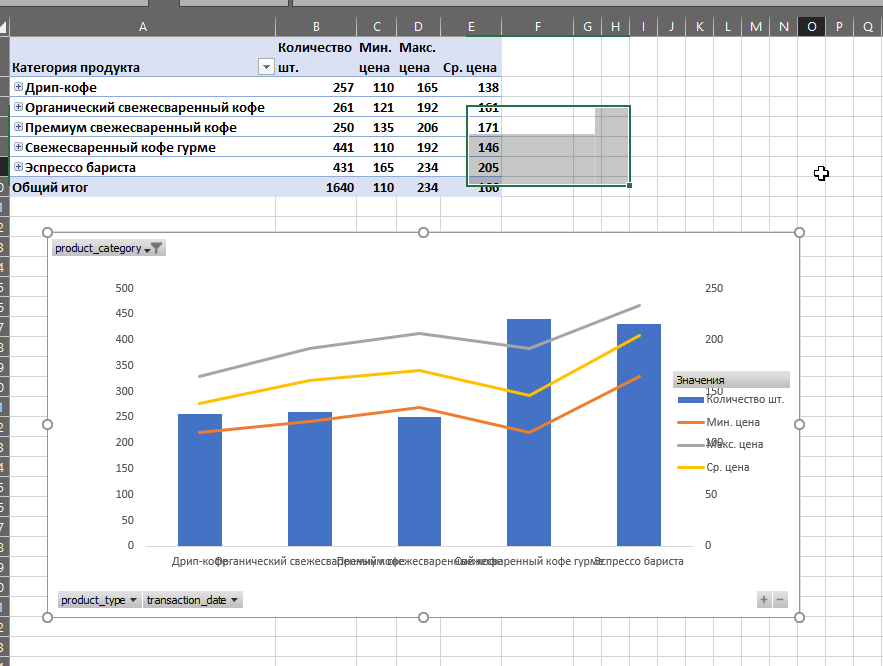 A B C D E F G H I J K L M N O P Q
Количество Мин. Макс.
Категория продукта шт. цена цена Ср. цена
Дрип-кофе 257 110 165 138
Органический свежесваренный кофе 261 121 192 161
Премиум свежесваренный кофе 250 135 206 171
Свежесваренный кофе гурме 441 110 192 146
Эспрессо бариста 431 165 234 205
Общий итог 1640 110 234 166
product_category
500 250
450
400 200
350
Значения
300 150
Количество шт.
250
Мин. цена
200 100
Макс. цена
150
Ср. цена
100 50
50
0 0
Дрип-кофе Органический свежесваренный кофе Премиум свежесваренный кофе Свежесваренный кофе гурме Эспрессо бариста
product_type transaction_date + −